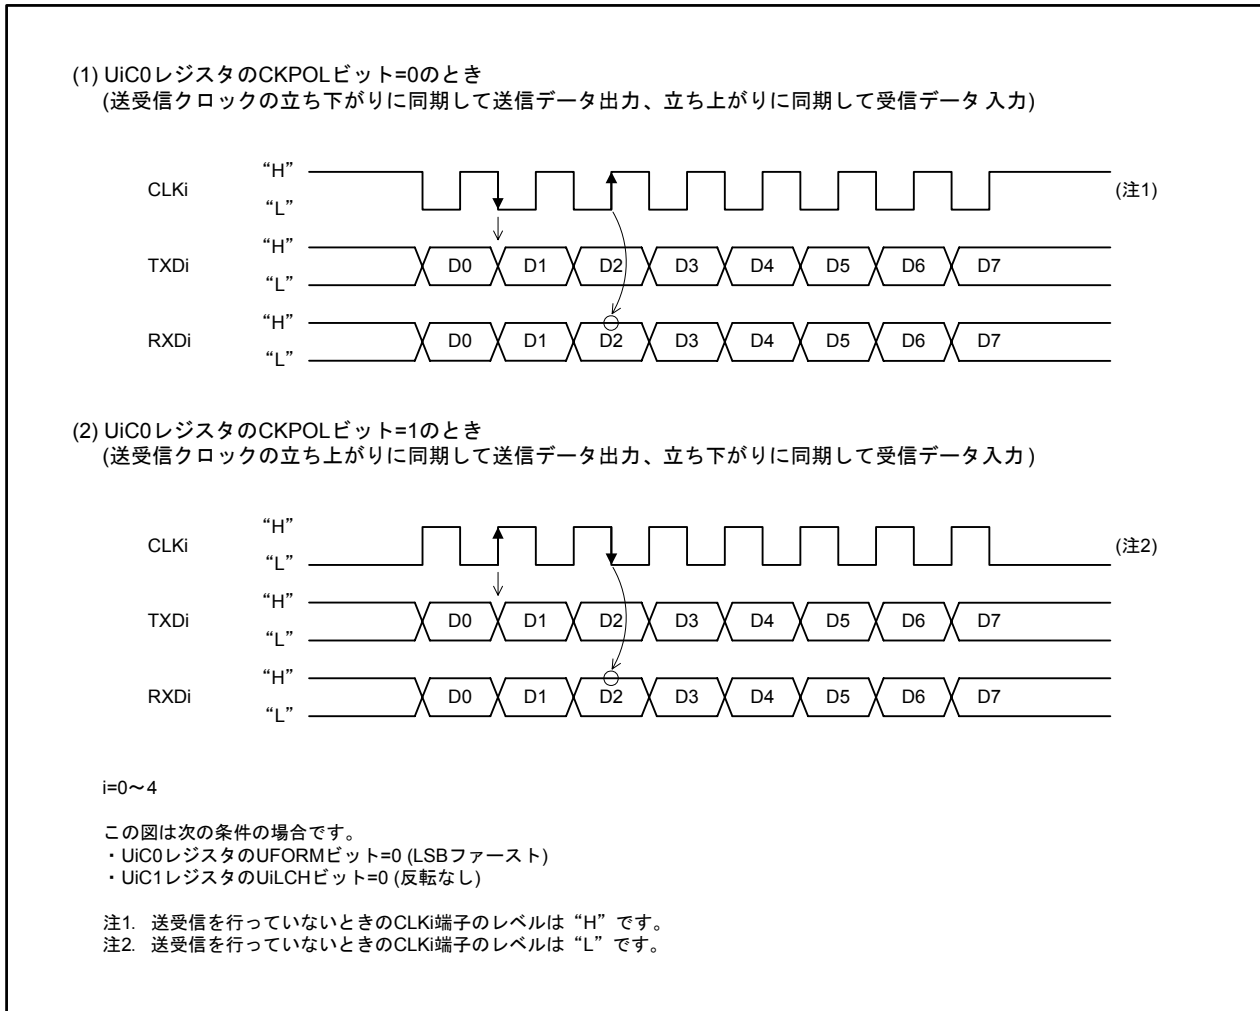 (1) UiC0レジスタのCKPOLビット=0のとき
(送受信クロックの立ち下がりに同期して送信データ出力、立ち上がりに同期して受信データ 入力)
CLKi
“H”
“L”
(注1)
TXDi
“H”
“L”
D0 D1 D2 D3 D4 D5 D6 D7
RXDi
“H”
“L”
D0 D1 D2 D3 D4 D5 D6 D7
(2) UiC0レジスタのCKPOLビット=1のとき
(送受信クロックの立ち上がりに同期して送信データ出力、立ち下がりに同期して受信データ入力)
CLKi
“H”
“L”
(注2)
TXDi
“H”
“L”
D0 D1 D2 D3 D4 D5 D6 D7
RXDi
“H”
“L”
D0 D1 D2 D3 D4 D5 D6 D7
i=0～4
この図は次の条件の場合です。
・UiC0レジスタのUFORMビット=0 (LSBファースト)
・UiC1レジスタのUiLCHビット=0 (反転なし)
注1. 送受信を行っていないときのCLKi端子のレベルは“H”です。
注2. 送受信を行っていないときのCLKi端子のレベルは“L”です。